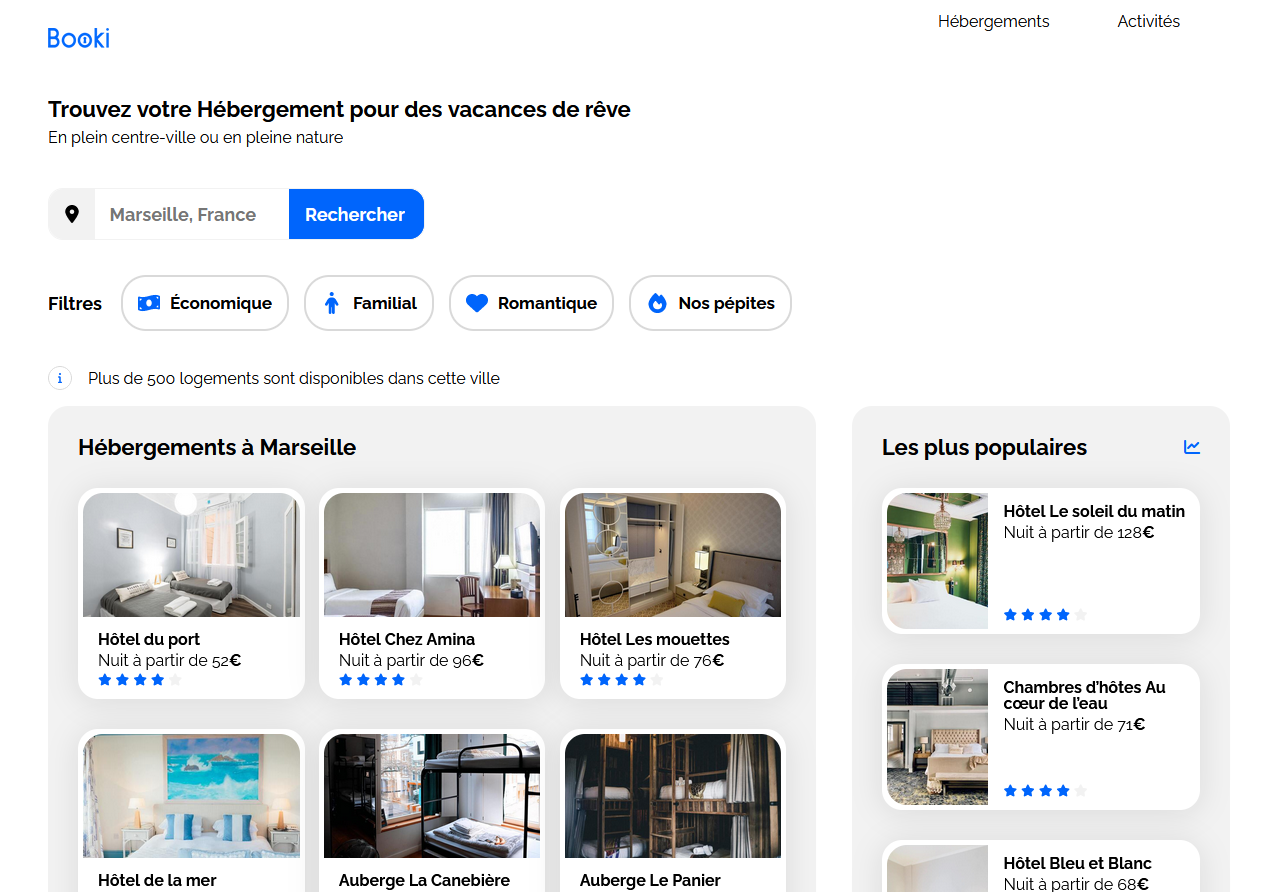 Booki
Hébergements
Activités
Trouvez votre Hébergement pour des vacances de rêve
En plein centre-ville ou en pleine nature
Marseille, France
Rechercher
Filtres
Économique
Familial
Romantique
Nos pépites
i
Plus de 500 logements sont disponibles dans cette ville
Hébergements à Marseille
Hôtel du port
Nuit à partir de 52€
Hôtel Chez Amina
Nuit à partir de 96€
Hôtel Les mouettes
Nuit à partir de 76€
Hôtel de la mer
Auberge La Canebière
Auberge Le Panier
Les plus populaires
Hôtel Le soleil du matin
Nuit à partir de 128€
Chambres d’hôtes Au
cœur de l’eau
Nuit à partir de 71€
Hôtel Bleu et Blanc
Nuit à partir de 68€